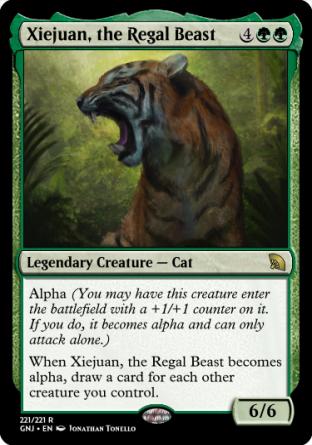 Xiejuan, the Regal Beast 4
Legendary Creature — Cat
Alpha (You may have this creature enter
the battlefield with a +1/+1 counter on it.
If you do, it becomes alpha and can only
attack alone.)
When Xiejuan, the Regal Beast becomes
alpha, draw a card for each other
creature you control.
6/6
221/221 R
GNJ • EN Jonathan Tonello